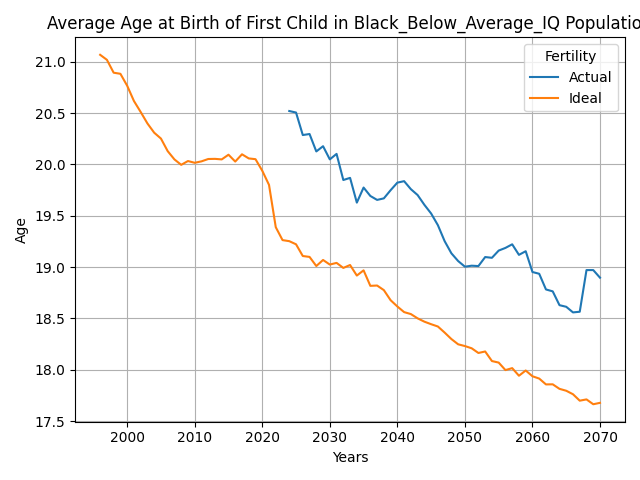 Average Age at Birth of First Child in Black_Below_Average_IQ Populatio
Fertility
Actual
Ideal
21.0
20.5
20.0
19.5
19.0
18.5
18.0
17.5
Age
2000 2010 2020 2030 2040 2050 2060 2070
Years